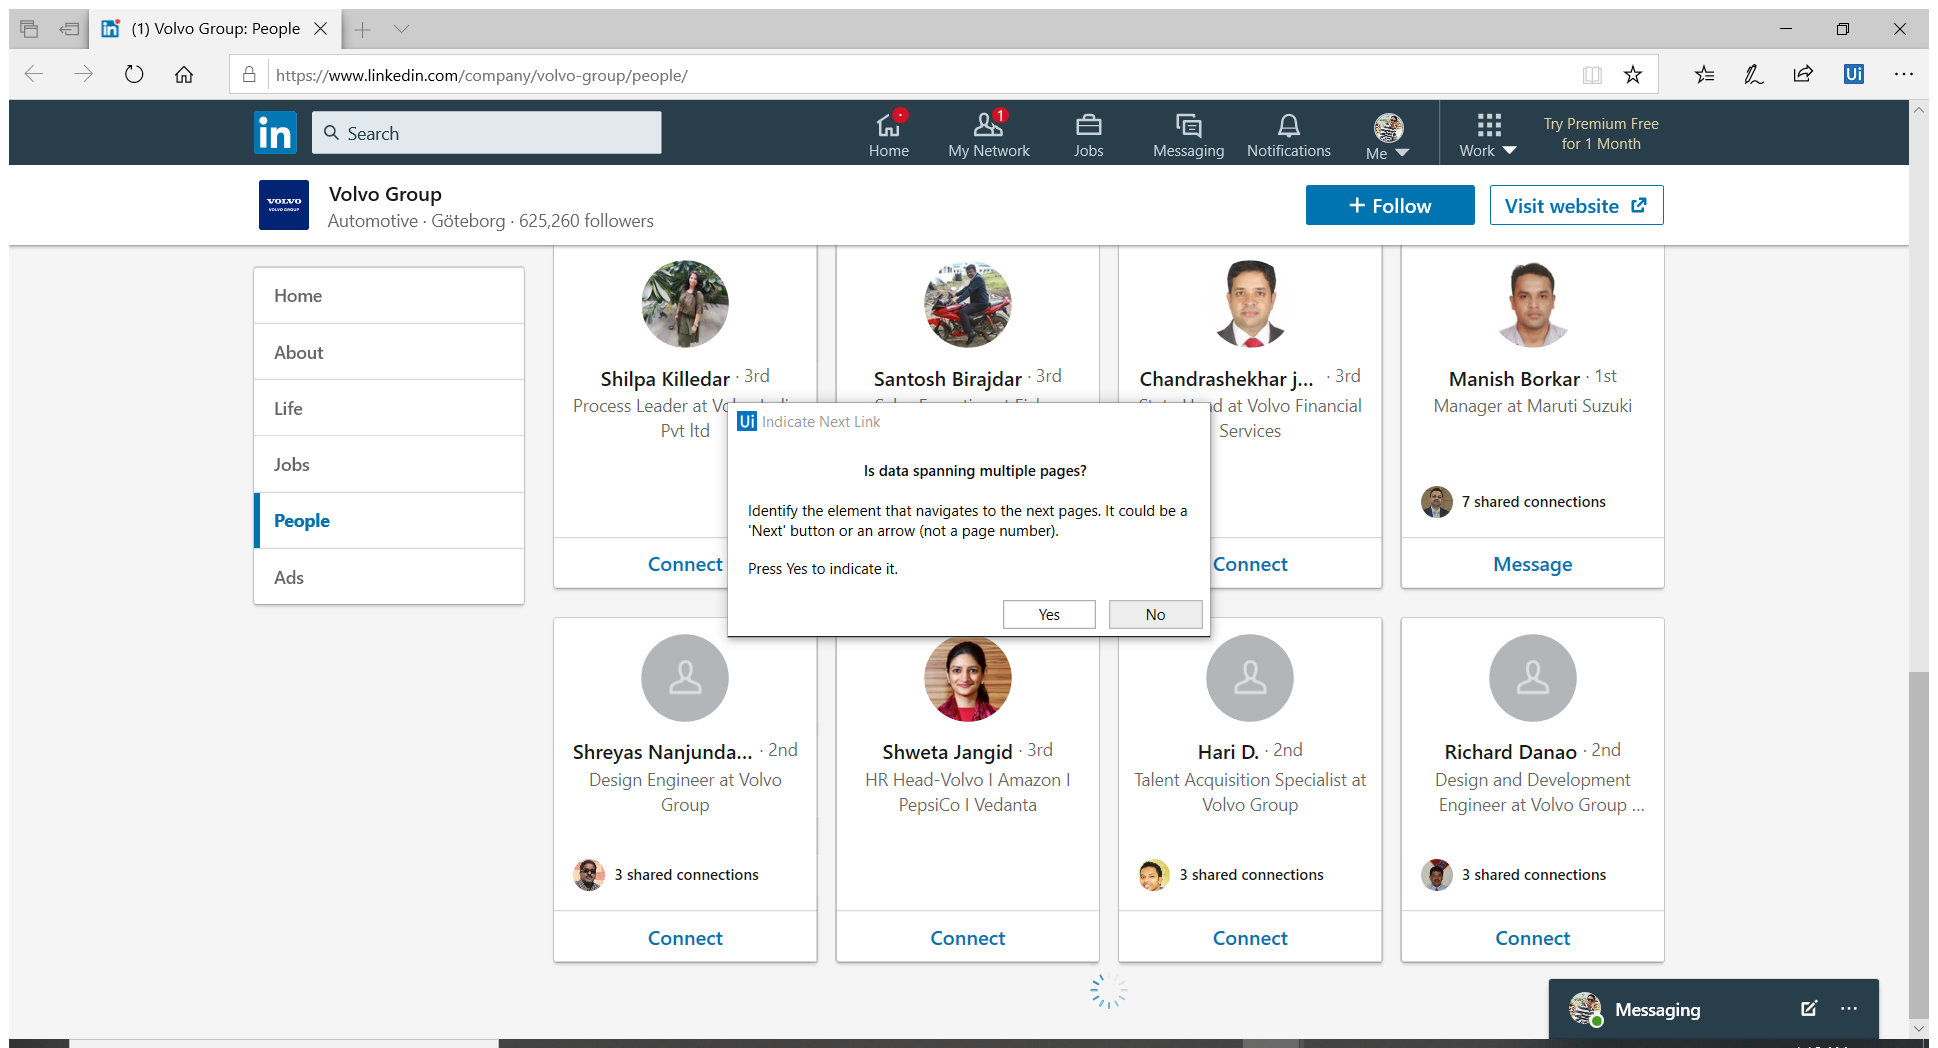 (1) Volvo Group: People
https://www.linkedin.com/company/volvo-group/people/
Ui
in
Search
Home
1
My Network
Jobs
Messaging
Notifications
Me
Work
Try Premium Free
for 1 Month
VOLVO
VOLVO GROUP
Volvo Group
Automotive · Göteborg · 625,260 followers
+ Follow
Visit website
Home
About
Life
Jobs
People
Ads
Shilpa Killedar · 3rd
Process Leader at
Pvt ltd
Connect
Santosh Birajdar · 3rd
Chandrashekhar j... · 3rd
at Volvo Financial
Services
Connect
Manish Borkar · 1st
Manager at Maruti Suzuki
7 shared connections
Message
Ui Indicate Next Link
Is data spanning multiple pages?
Identify the element that navigates to the next pages. It could be a
'Next' button or an arrow (not a page number).
Press Yes to indicate it.
Yes
No
Shreyas Nanjunda... · 2nd
Design Engineer at Volvo
Group
3 shared connections
Connect
Shweta Jangid · 3rd
HR Head-Volvo I Amazon I
PepsiCo I Vedanta
Connect
Hari D. · 2nd
Talent Acquisition Specialist at
Volvo Group
3 shared connections
Connect
Richard Danao · 2nd
Design and Development
Engineer at Volvo Group ...
3 shared connections
Connect
Messaging